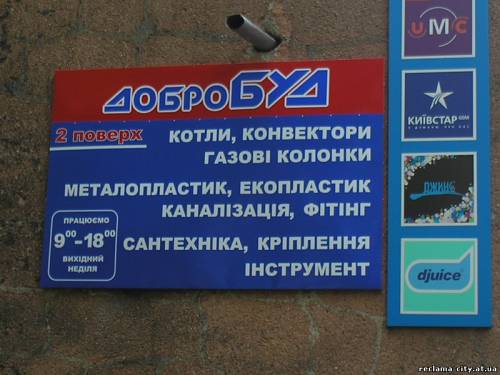 ДОБРОБУД
2 поверх
КОТЛИ, КОНВЕКТОРИ
ГАЗОВІ КОЛОНКИ
МЕТАЛОПЛАСТИК, ЕКОПЛАСТИК
КАНАЛІЗАЦІЯ, ФІТІНГ
ПРАЦЮЄМО
9⁰⁰-18⁰⁰
ВИХІДНИЙ
НЕДІЛЯ
САНТЕХНІКА, КРІПЛЕННЯ
ІНСТРУМЕНТ
UMC
КИЇВСТАР GSM
ДЖИНС
djuice
reclama-city.at.ua